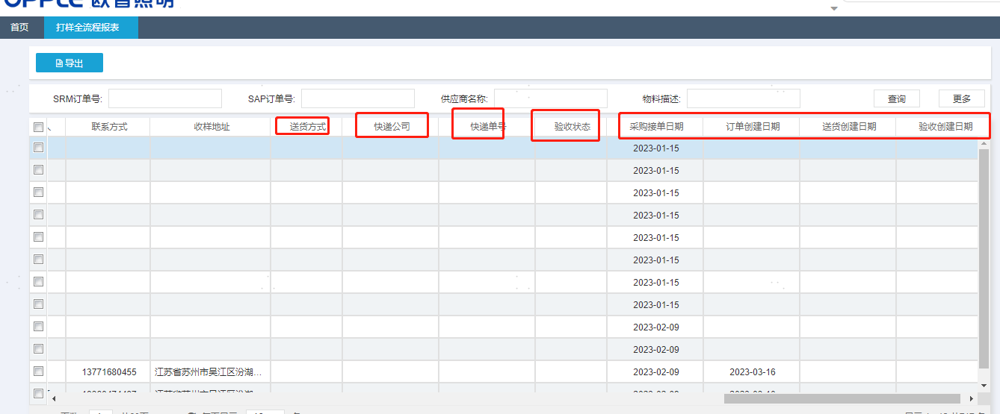 OPPLE 欧普照明
首页 打样全流程报表
导出
SRM订单号: SAP订单号: 供应商名称: 物料描述: 查询 更多
联系方式 收样地址 送货方式 快递公司 快递单号 验收状态 采购接单日期 订单创建日期 送货创建日期 验收创建日期
2023-01-15
2023-01-15
2023-01-15
2023-01-15
2023-01-15
2023-01-15
2023-01-15
2023-01-15
2023-02-09
2023-02-09
13771680455 江苏省苏州市吴江区汾湖... 2023-02-09 2023-03-16